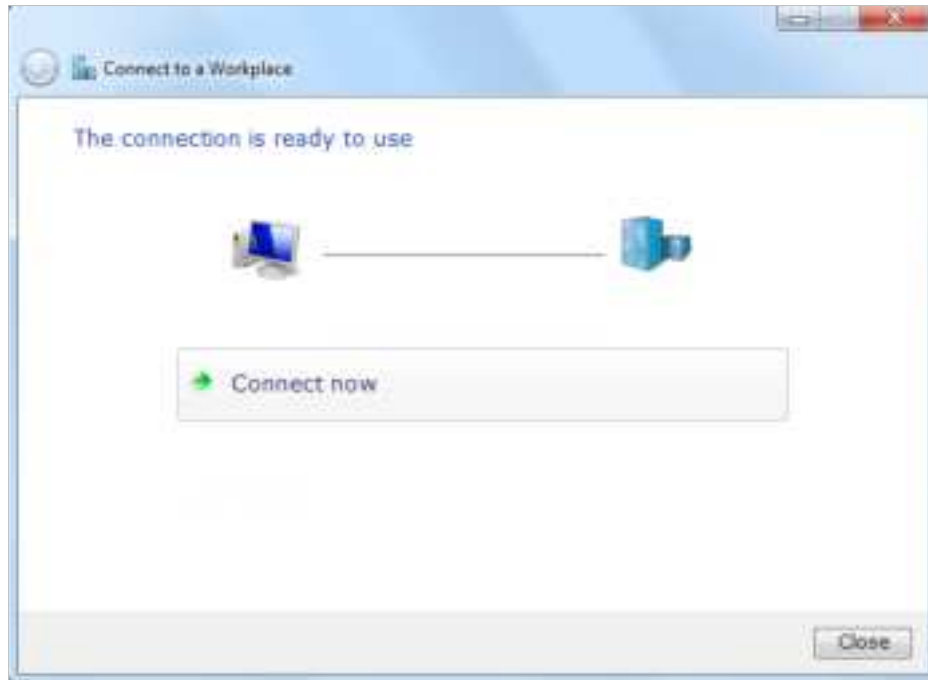 Connect to a Workplace
The connection is ready to use
Connect now
Close